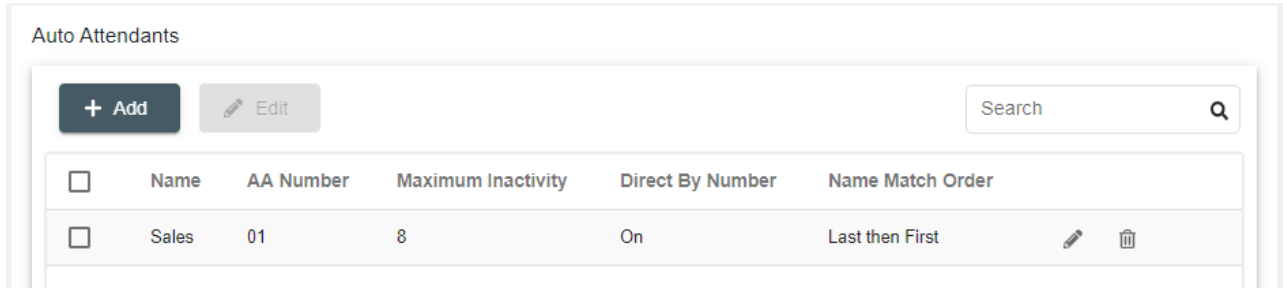 Auto Attendants
+ Add Edit Search
Name AA Number Maximum Inactivity Direct By Number Name Match Order
Sales 01 8 On Last then First